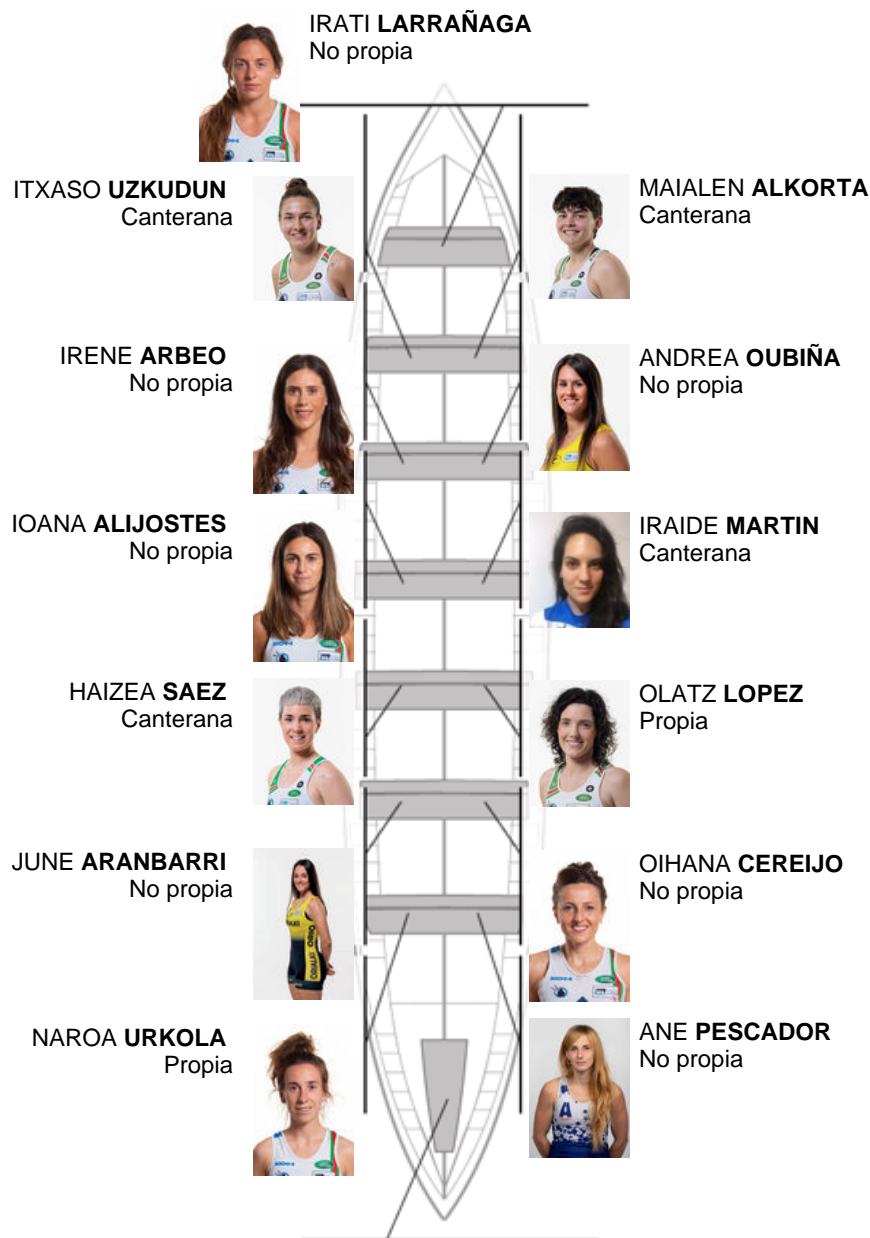 IRATI LARRAÑAGA
No propia
ITXASO UZKUDUN
Canterana
MAIALEN ALKORTA
Canterana
IRENE ARBEO
No propia
ANDREA OUBIÑA
No propia
IOANA ALIJOSTES
No propia
IRAIDE MARTIN
Canterana
HAIZEA SAEZ
Canterana
OLATZ LOPEZ
Propia
JUNE ARANBARRI
No propia
OIHANA CEREIJO
No propia
NAROA URKOLA
Propia
ANE PESCADOR
No propia